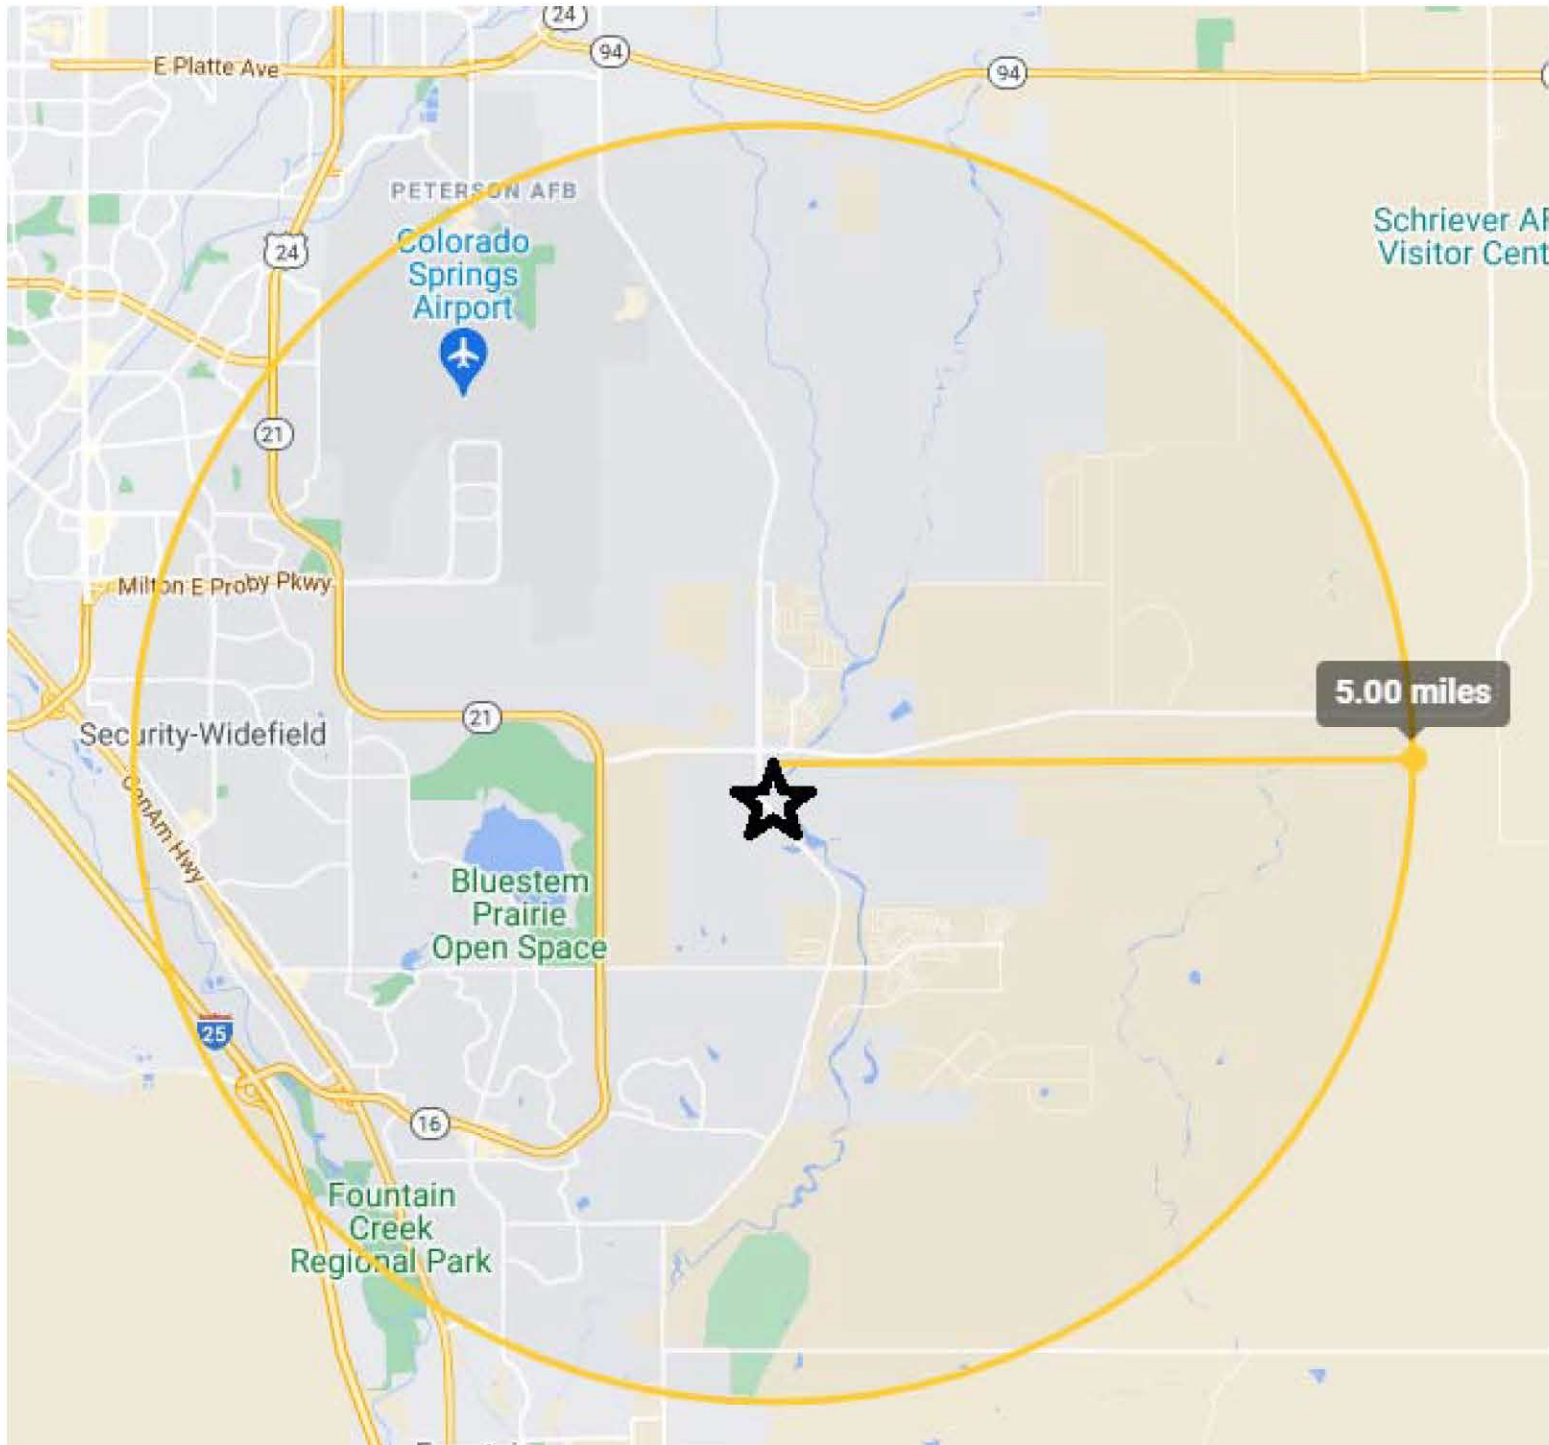 24
94
E Platte Ave
94
PETERSON AFB
Colorado
Springs
Airport
Schriever AF
Visitor Cent
24
21
Milton E Proby Pkwy
5.00 miles
21
Security-Widefield
ConAm Hwy
Bluestem
Prairie
Open Space
25
16
Fountain
Creek
Regional Park